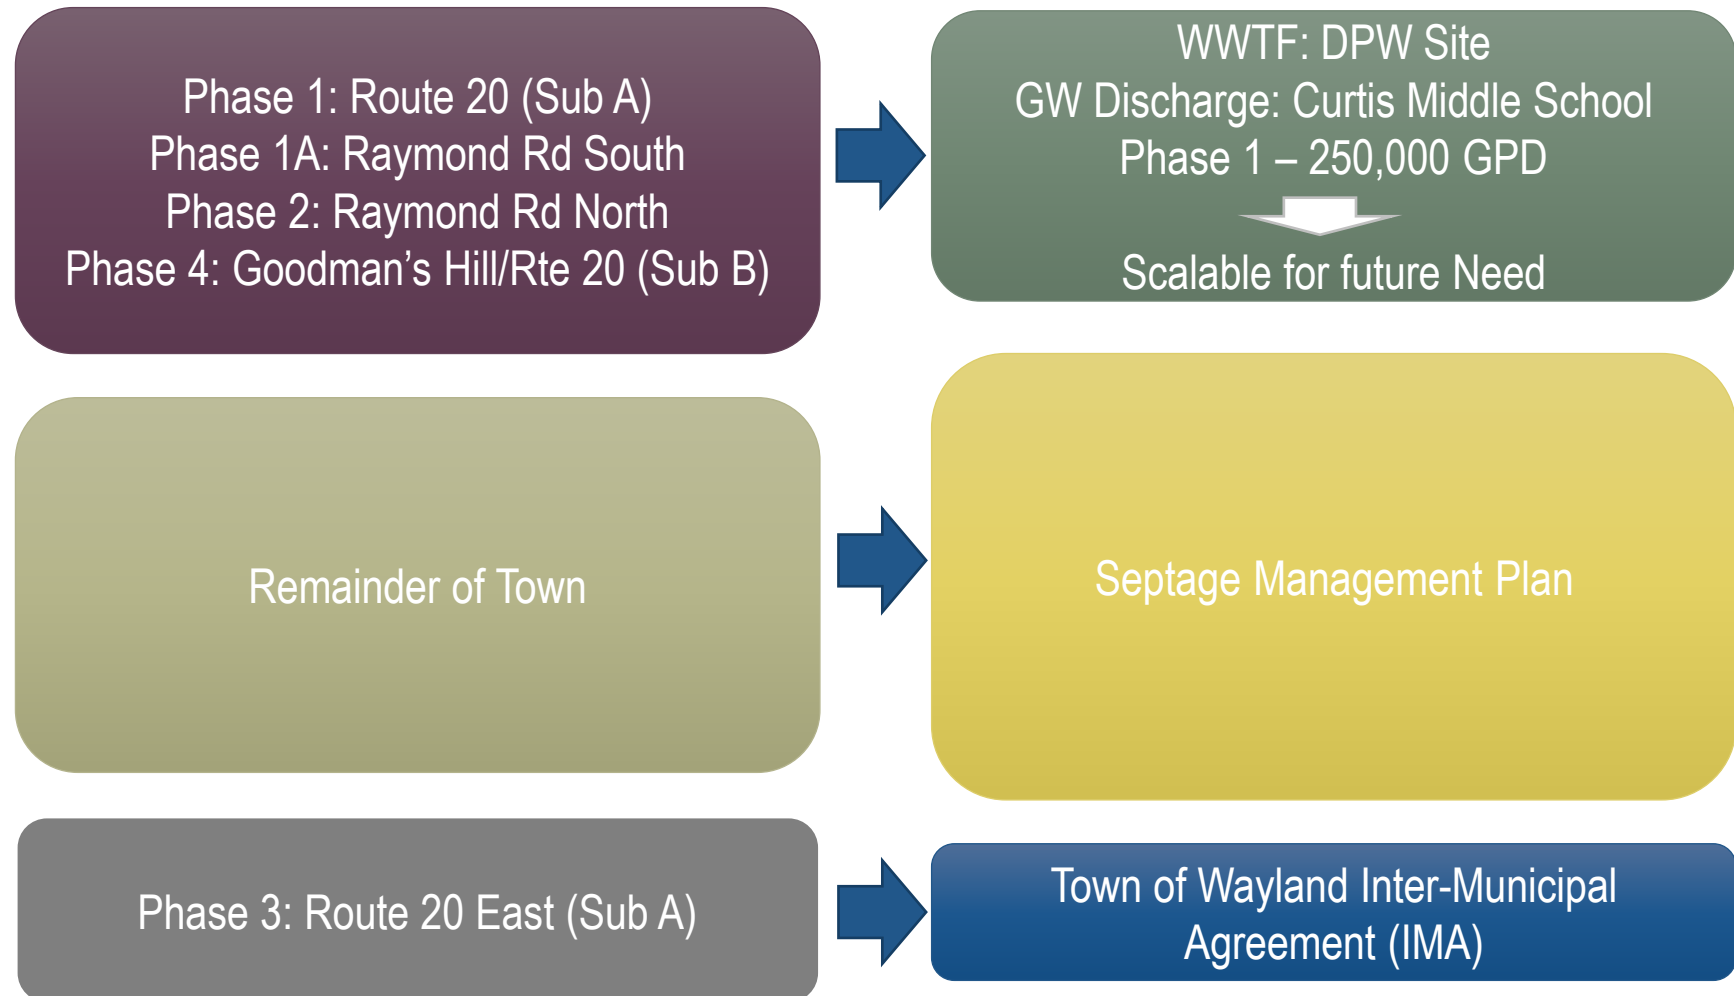 Phase 1: Route 20 (Sub A)
Phase 1A: Raymond Rd South
Phase 2: Raymond Rd North
Phase 4: Goodman’s Hill/Rte 20 (Sub B)
WWTF: DPW Site
GW Discharge: Curtis Middle School
Phase 1 – 250,000 GPD
Scalable for future Need
Remainder of Town
Septage Management Plan
Phase 3: Route 20 East (Sub A)
Town of Wayland Inter-Municipal
Agreement (IMA)